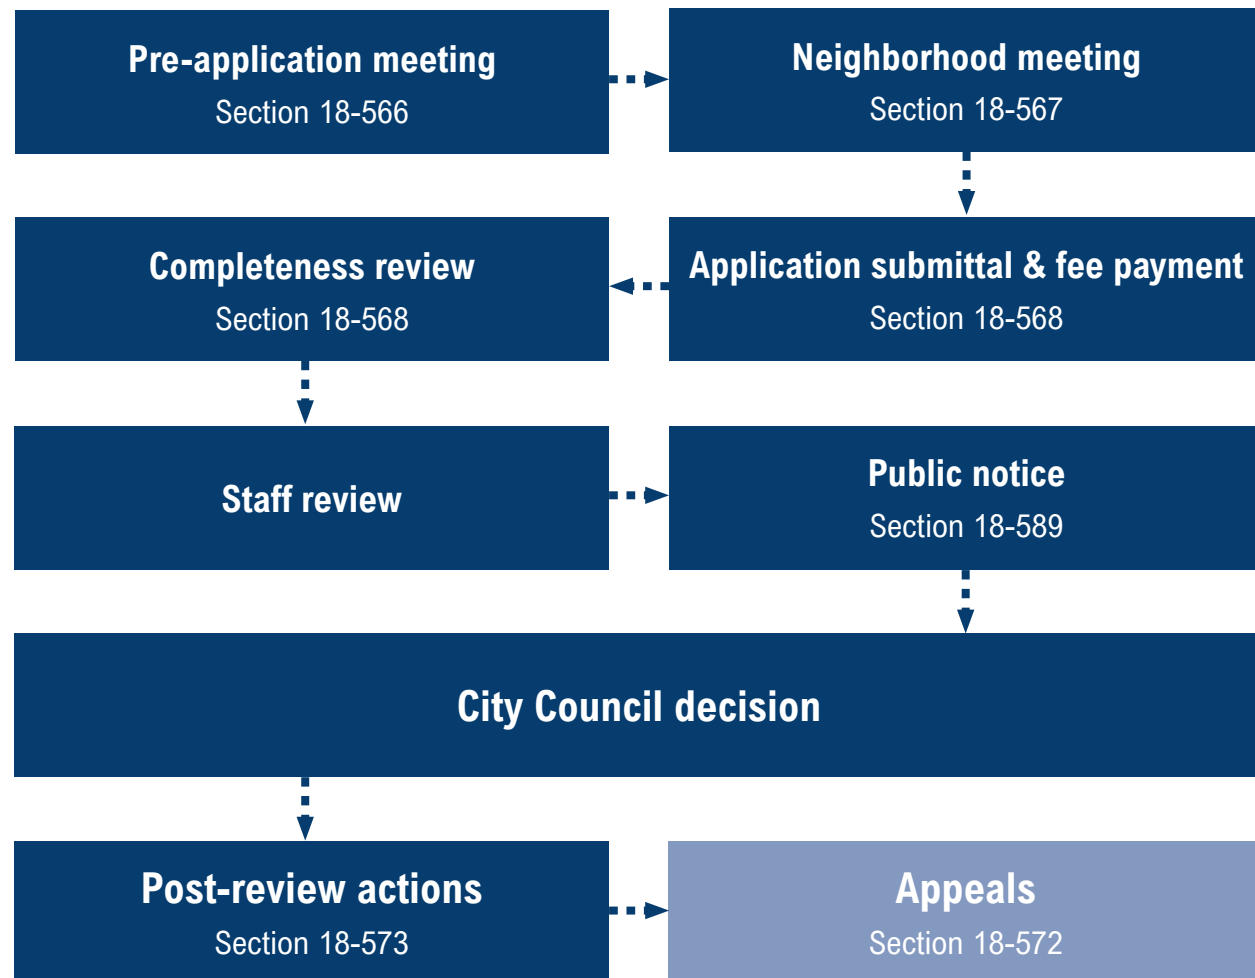 Pre-application meeting
Section 18-566
Neighborhood meeting
Section 18-567
Application submittal & fee payment
Section 18-568
Completeness review
Section 18-568
Staff review
Public notice
Section 18-589
City Council decision
Post-review actions
Section 18-573
Appeals
Section 18-572